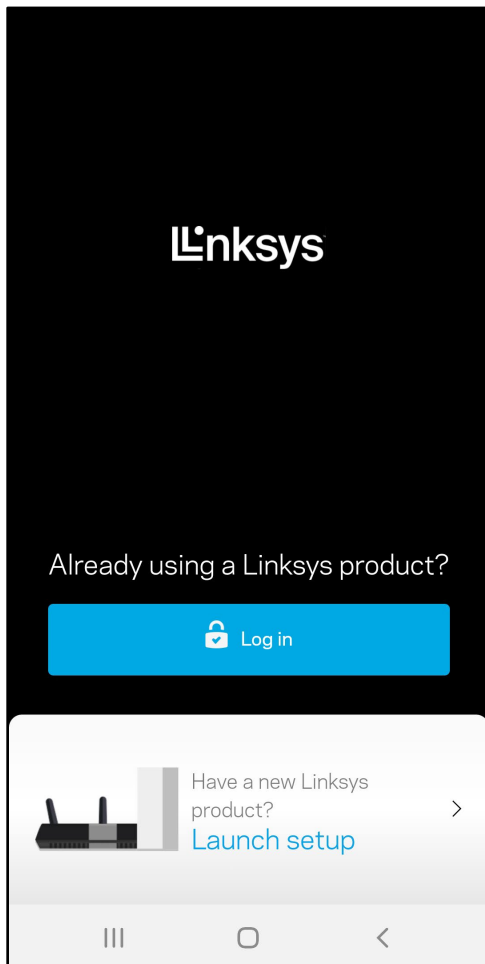 Linksys
Already using a Linksys product?
Log in
Have a new Linksys
product?
Launch setup